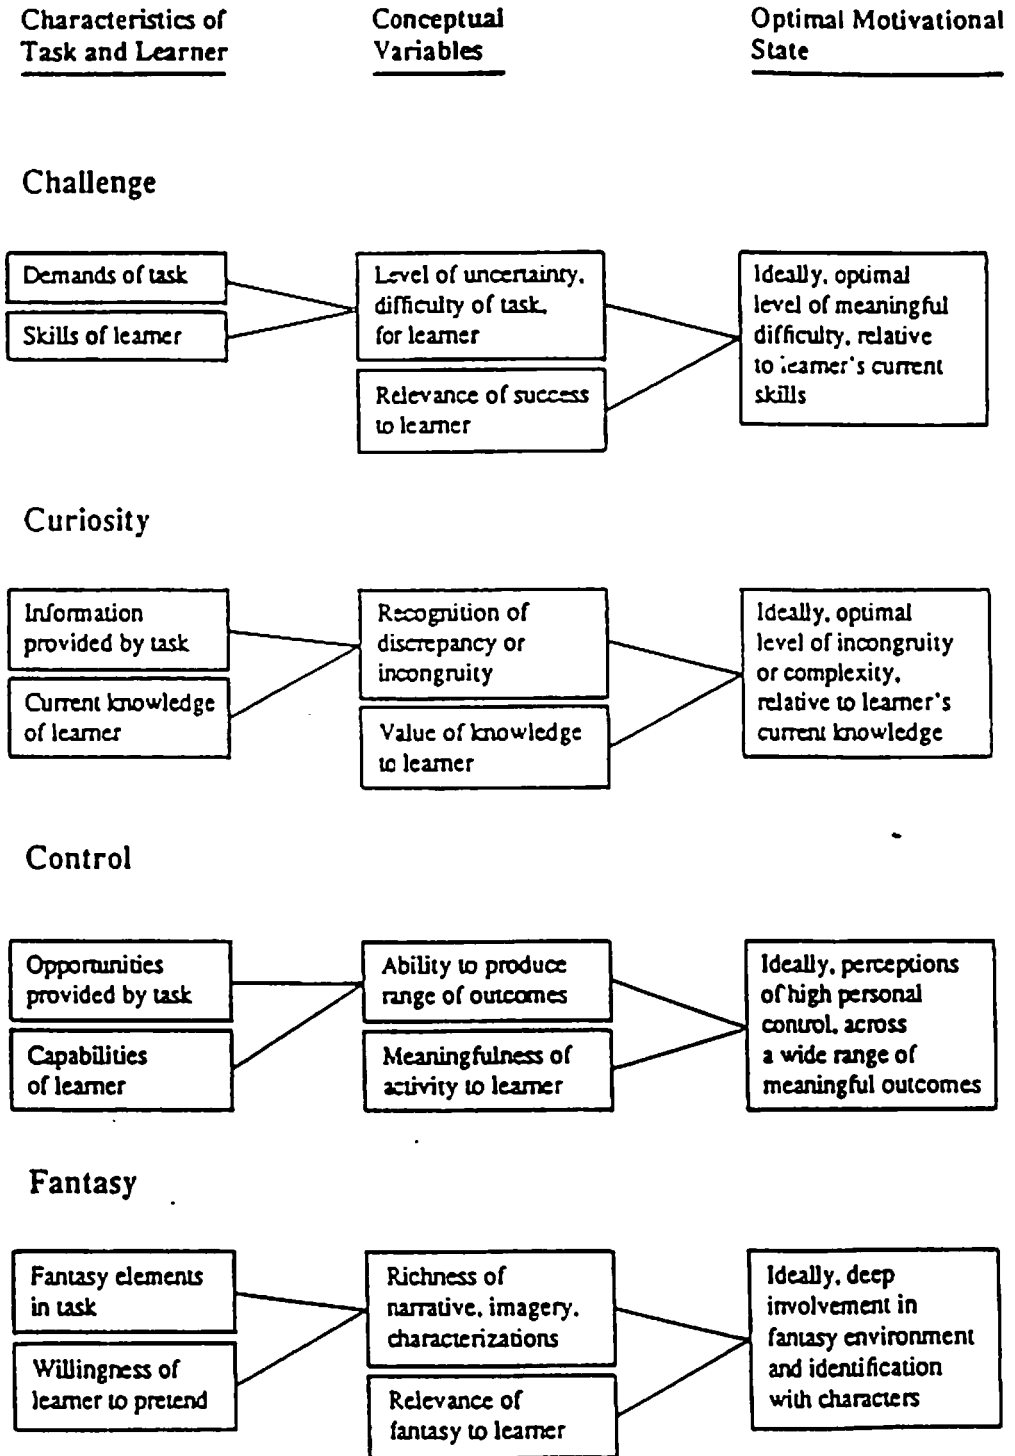 Characteristics of
Task and Learner
Conceptual
Variables
Optimal Motivational
State
Challenge
Demands of task
Skills of learner
Level of uncertainty,
difficulty of task,
for learner
Relevance of success
to learner
Ideally, optimal
level of meaningful
difficulty, relative
to learner's current
skills
Curiosity
Information
provided by task
Current knowledge
of learner
Recognition of
discrepancy or
incongruity
Value of knowledge
to learner
Ideally, optimal
level of incongruity
or complexity,
relative to learner's
current knowledge
Control
Opportunities
provided by task
Capabilities
of learner
Ability to produce
range of outcomes
Meaningfulness of
activity to learner
Ideally, perceptions
of high personal
control, across
a wide range of
meaningful outcomes
Fantasy
Fantasy elements
in task
Willingness of
learner to pretend
Richness of
narrative, imagery,
characterizations
Relevance of
fantasy to learner
Ideally, deep
involvement in
fantasy environment
and identification
with characters